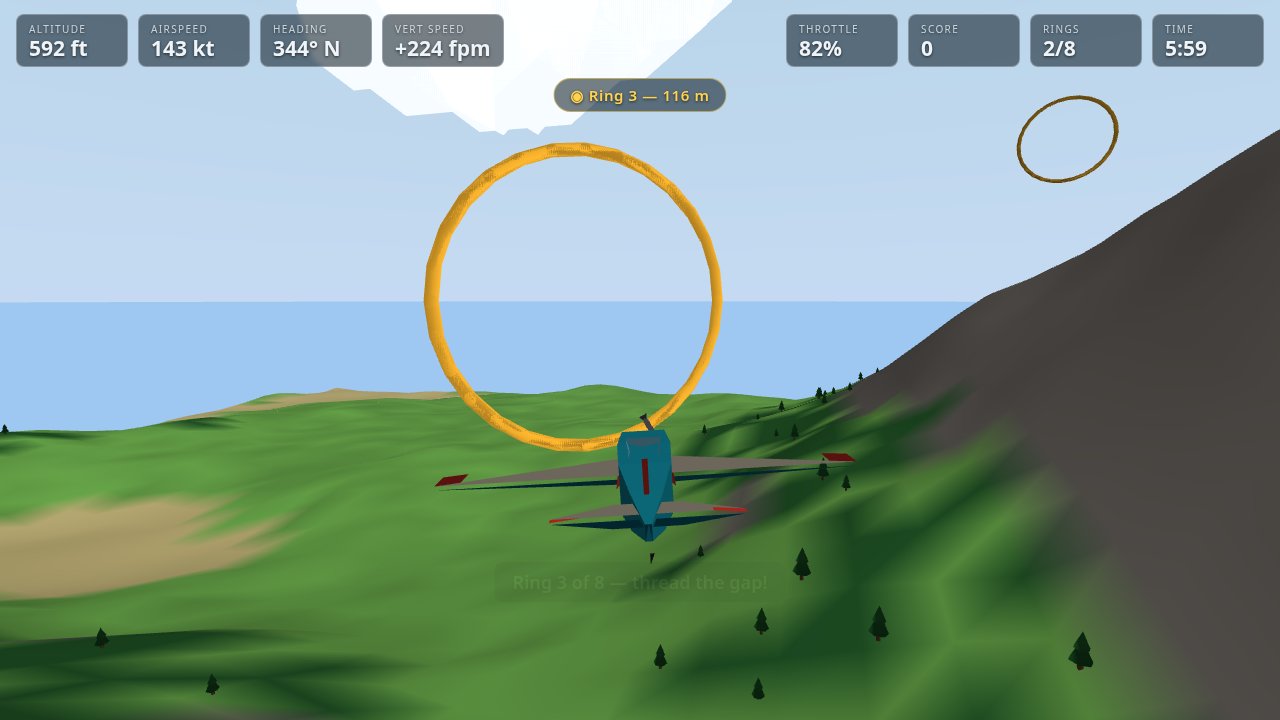 ALTITUDE
592 ft
AIRSPEED
143 kt
HEADING
344° N
VERT SPEED
+224 fpm
THROTTLE
82%
SCORE
0
RINGS
2/8
TIME
5:59
◉ Ring 3 — 116 m
Ring 3 of 8 — thread the gap!